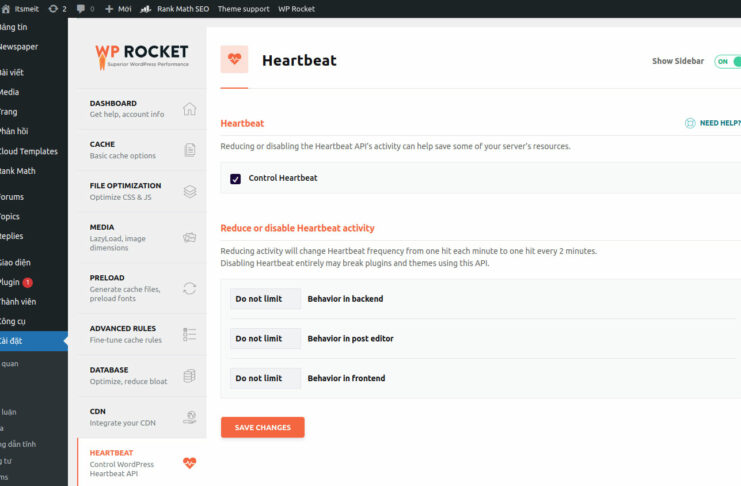 Itsmeit 2 0 Mới Rank Math SEO Theme support WP Rocket
Bảng tin
Newspaper
Bài viết
Media
Trang
Phản hồi
Cloud Templates
Rank Math
Forums
Topics
Replies
Giao diện
Plugin 1
Thành viên
Công cụ
Cài đặt
quan
luận
ng dẫn tĩnh
WP ROCKET
Superior WordPress Performance
DASHBOARD
Get help, account info
CACHE
Basic cache options
FILE OPTIMIZATION
Optimize CSS & JS
MEDIA
LazyLoad, image
dimensions
PRELOAD
Generate cache files,
preload fonts
ADVANCED RULES
Fine-tune cache rules
DATABASE
Optimize, reduce bloat
CDN
Integrate your CDN
HEARTBEAT
Control WordPress
Heartbeat API
Heartbeat
Show Sidebar ON
Heartbeat
NEED HELP?
Reducing or disabling the Heartbeat API's activity can help save some of your server's resources.
Control Heartbeat
Reduce or disable Heartbeat activity
Reducing activity will change Heartbeat frequency from one hit each minute to one hit every 2 minutes.
Disabling Heartbeat entirely may break plugins and themes using this API.
Do not limit Behavior in backend
Do not limit Behavior in post editor
Do not limit Behavior in frontend
SAVE CHANGES